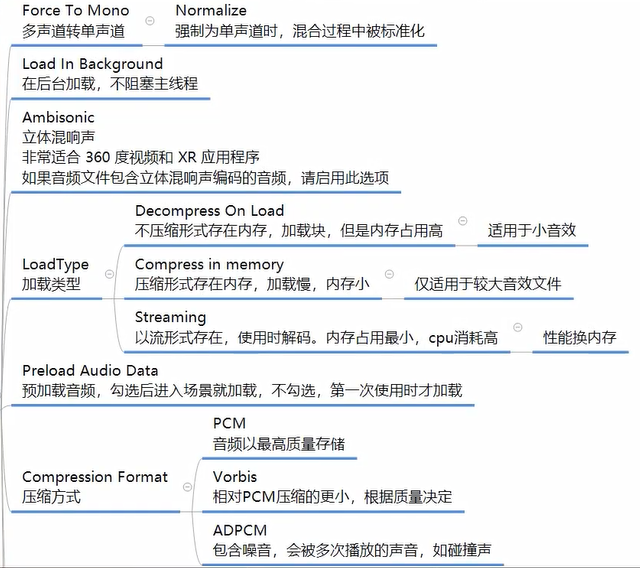 Force To Mono
多声道转单声道
Normalize
强制为单声道时，混合过程中被标准化
Load In Background
在后台加载，不阻塞主线程
Ambisonic
立体混响声
非常适合 360 度视频和 XR 应用程序
如果音频文件包含立体混响声编码的音频，请启用此选项
LoadType
加载类型
Decompress On Load
不压缩形式存在内存，加载块，但是内存占用高
适用于小音效
Compress in memory
压缩形式存在内存，加载慢，内存小
仅适用于较大音效文件
Streaming
以流形式存在，使用时解码。内存占用最小，cpu消耗高
性能换内存
Preload Audio Data
预加载音频，勾选后进入场景就加载，不勾选，第一次使用时才加载
Compression Format
压缩方式
PCM
音频以最高质量存储
Vorbis
相对PCM压缩的更小，根据质量决定
ADPCM
包含噪音，会被多次播放的声音，如碰撞声